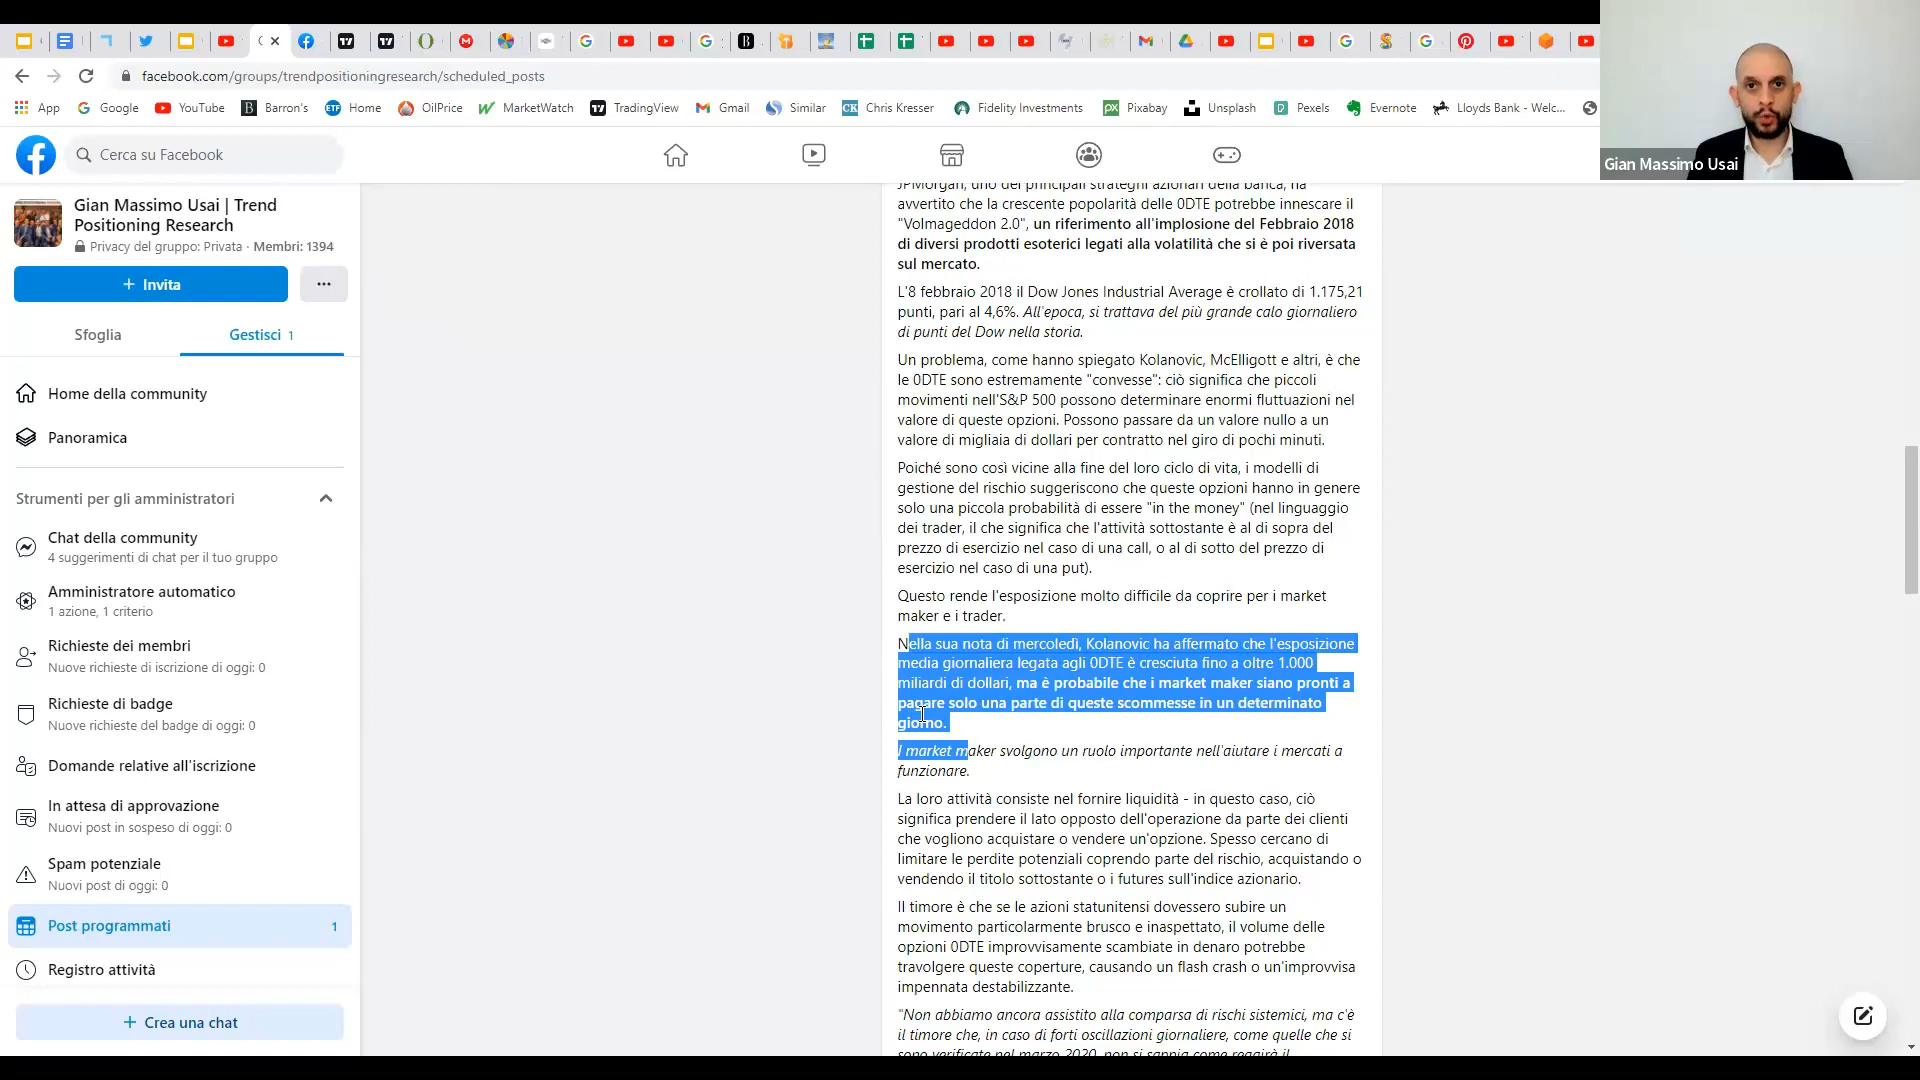 facebook.com/groups/trendpositioningresearch/scheduled_posts
App
Google
YouTube
Barron's
Home
OilPrice
MarketWatch
TradingView
Gmail
Similar
Chris Kresser
Fidelity Investments
Pixabay
Unsplash
Pexels
Evernote
Lloyds Bank - Welc...
Gian Massimo Usai
Cerca su Facebook
Gian Massimo Usai | Trend
Positioning Research
Privacy del gruppo: Privata · Membri: 1394
+ Invita
...
Sfoglia
Gestisci 1
Home della community
Panoramica
Strumenti per gli amministratori
Chat della community
4 suggerimenti di chat per il tuo gruppo
Amministratore automatico
1 azione, 1 criterio
Richieste dei membri
Nuove richieste di iscrizione di oggi: 0
Richieste di badge
Nuove richieste del badge di oggi: 0
Domande relative all'iscrizione
In attesa di approvazione
Nuovi post in sospeso di oggi: 0
Spam potenziale
Nuovi post di oggi: 0
Post programmati 1
Registro attività
+ Crea una chat
JPMorgan, uno dei principali strateghi azionari della banca, ha
avvertito che la crescente popolarità delle 0DTE potrebbe innescare il
"Volmageddon 2.0", un riferimento all'implosione del Febbraio 2018
di diversi prodotti esoterici legati alla volatilità che si è poi riversata
sul mercato.
L'8 febbraio 2018 il Dow Jones Industrial Average è crollato di 1.175,21
punti, pari al 4,6%. All'epoca, si trattava del più grande calo giornaliero
di punti del Dow nella storia.
Un problema, come hanno spiegato Kolanovic, McElligott e altri, è che
le 0DTE sono estremamente "convesse": ciò significa che piccoli
movimenti nell'S&P 500 possono determinare enormi fluttuazioni nel
valore di queste opzioni. Possono passare da un valore nullo a un
valore di migliaia di dollari per contratto nel giro di pochi minuti.
Poiché sono così vicine alla fine del loro ciclo di vita, i modelli di
gestione del rischio suggeriscono che queste opzioni hanno in genere
solo una piccola probabilità di essere "in the money" (nel linguaggio
dei trader, il che significa che l'attività sottostante è al di sopra del
prezzo di esercizio nel caso di una call, o al di sotto del prezzo di
esercizio nel caso di una put).
Questo rende l'esposizione molto difficile da coprire per i market
maker e i trader.
Nella sua nota di mercoledì, Kolanovic ha affermato che l'esposizione
media giornaliera legata agli 0DTE è cresciuta fino a oltre 1.000
miliardi di dollari, ma è probabile che i market maker siano pronti a
pagare solo una parte di queste scommesse in un determinato
giorno.
I market maker svolgono un ruolo importante nell'aiutare i mercati a
funzionare.
La loro attività consiste nel fornire liquidità - in questo caso, ciò
significa prendere il lato opposto dell'operazione da parte dei clienti
che vogliono acquistare o vendere un'opzione. Spesso cercano di
limitare le perdite potenziali coprendo parte del rischio, acquistando o
vendendo il titolo sottostante o i futures sull'indice azionario.
Il timore è che se le azioni statunitensi dovessero subire un
movimento particolarmente brusco e inaspettato, il volume delle
opzioni 0DTE improvvisamente scambiate in denaro potrebbe
travolgere queste coperture, causando un flash crash o un'improvvisa
impennata destabilizzante.
"Non abbiamo ancora assistito alla comparsa di rischi sistemici, ma c'è
il timore che, in caso di forti oscillazioni giornaliere, come quelle che si
sono verificate nel marzo 2020, non si sappia come reagirà il